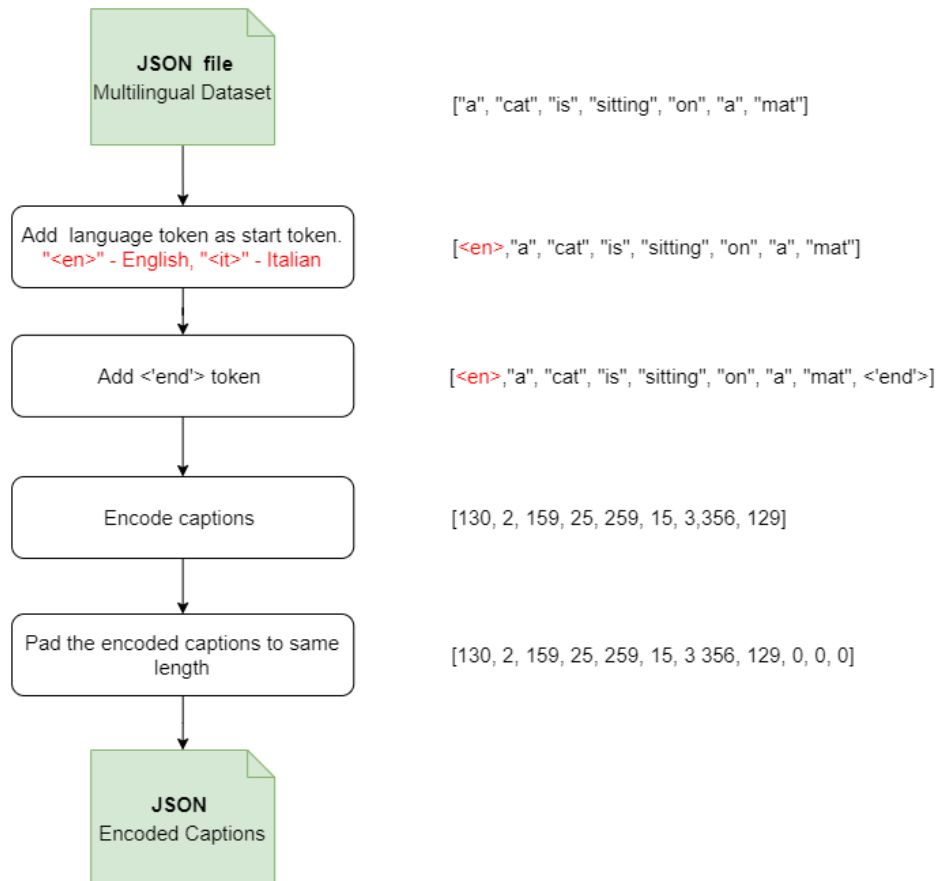 JSON file
Multilingual Dataset
["a", "cat", "is", "sitting", "on", "a", "mat"]
Add language token as start token.
"<en>" - English, "<it>" - Italian
[<en>,"a", "cat", "is", "sitting", "on", "a", "mat"]
Add <'end'> token
[<en>,"a", "cat", "is", "sitting", "on", "a", "mat", <'end'>]
Encode captions
[130, 2, 159, 25, 259, 15, 3,356, 129]
Pad the encoded captions to same
length
[130, 2, 159, 25, 259, 15, 3 356, 129, 0, 0, 0]
JSON
Encoded Captions